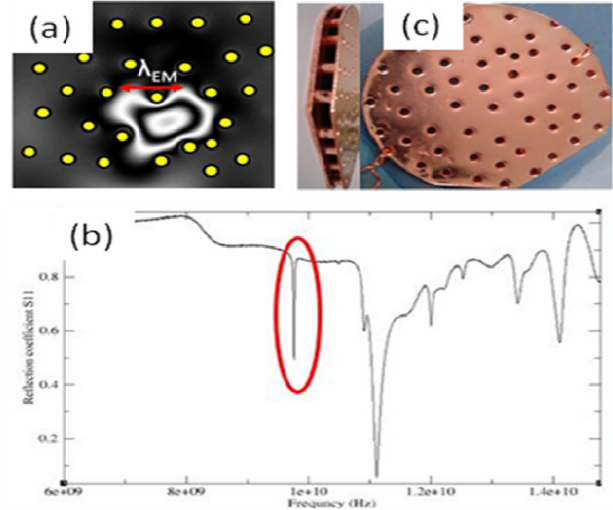 (a)
λEM
(c)
(b)
Reflection coefficient S11
0.8
0.6
0.4
0.2
6e+09 8e+09 1e+10 1.2e+10 1.4e+10
Frequncy (Hz)